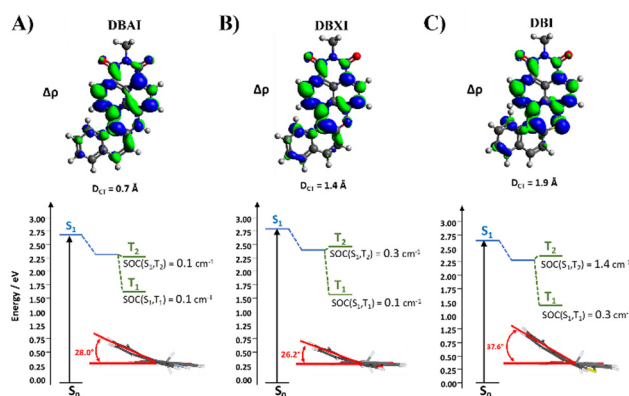 A) DBAI
CH₃
Δρ
D_CT = 0.7 Å
3.00
2.75
2.50
2.25
2.00
1.75
1.50
1.25
1.00
0.75
0.50
0.25
0.00
Energy / eV
S₁
T₂
SOC(S₁,T₂) = 0.1 cm⁻¹
T₁
SOC(S₁,T₁) = 0.1 cm⁻¹
28.0°
S₀
B) DBXI
CH₃
Δρ
D_CT = 1.4 Å
3.00
2.75
2.50
2.25
2.00
1.75
1.50
1.25
1.00
0.75
0.50
0.25
0.00
S₁
T₂
SOC(S₁,T₂) = 0.3 cm⁻¹
T₁
SOC(S₁,T₁) = 0.1 cm⁻¹
26.2°
S₀
C) DBI
CH₃
Δρ
D_CT = 1.9 Å
3.00
2.75
2.50
2.25
2.00
1.75
1.50
1.25
1.00
0.75
0.50
0.25
0.00
S₁
T₂
SOC(S₁,T₂) = 1.4 cm⁻¹
T₁
SOC(S₁,T₁) = 0.3 cm⁻
37.6°
S₀